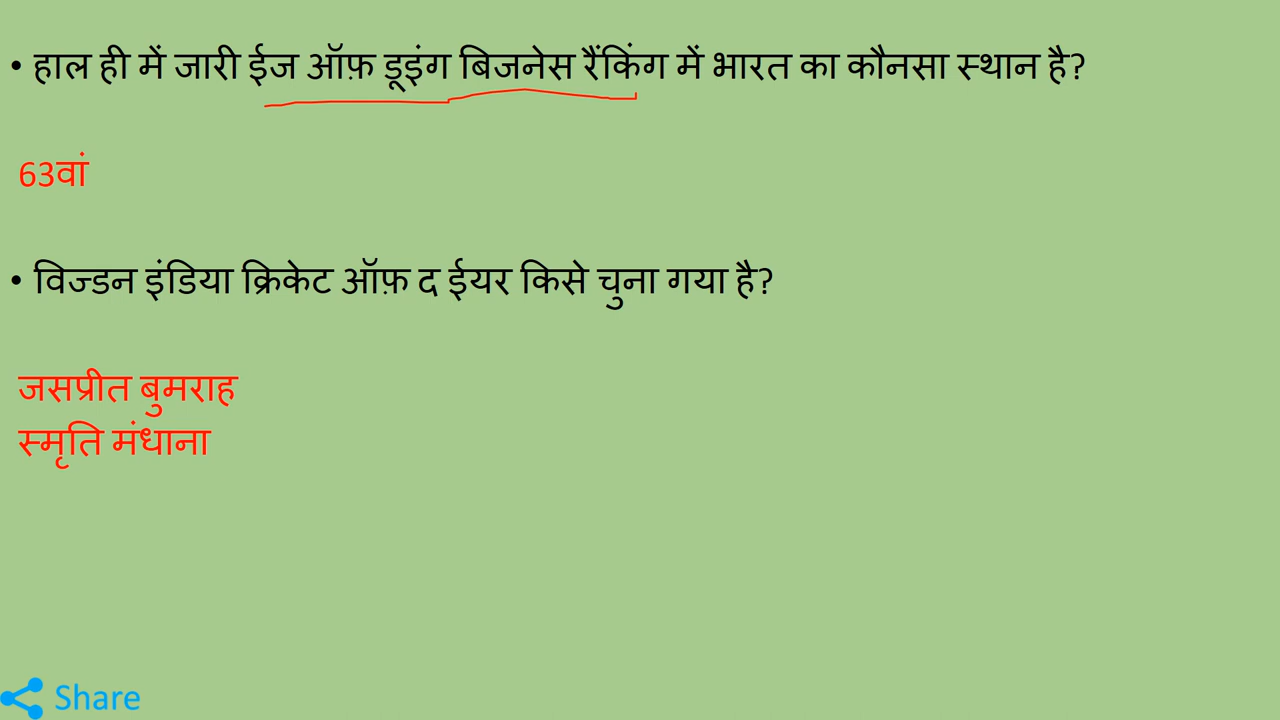 • हाल ही में जारी ईज ऑफ़ डूइंग बिजनेस रैंकिंग में भारत का कौनसा स्थान है?
63वां
• विज्डन इंडिया क्रिकेट ऑफ़ द ईयर किसे चुना गया है?
जसप्रीत बुमराह
स्मृति मंधाना
Share